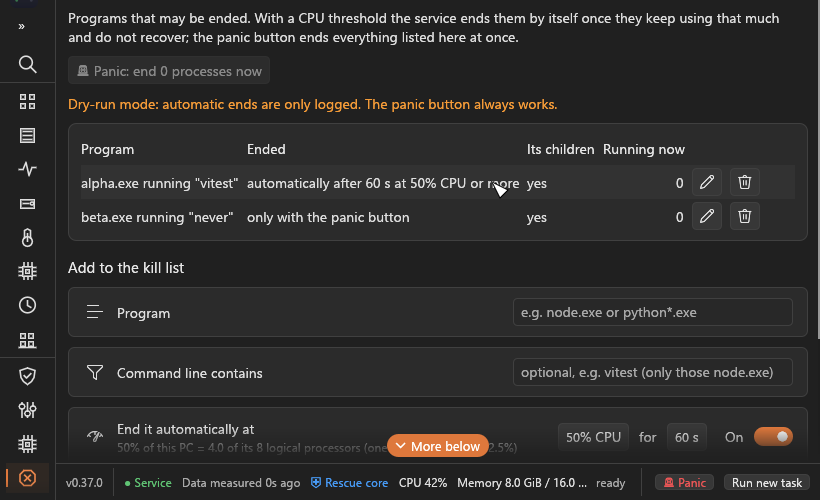 »
Programs that may be ended. With a CPU threshold the service ends them by itself once they keep using that much
and do not recover; the panic button ends everything listed here at once.
Panic: end 0 processes now
Dry-run mode: automatic ends are only logged. The panic button always works.
Program Ended Its children Running now
alpha.exe running "vitest" automatically after 60 s at 50% CPU or more yes 0
beta.exe running "never" only with the panic button yes 0
Add to the kill list
Program e.g. node.exe or python*.exe
Command line contains optional, e.g. vitest (only those node.exe)
End it automatically at 50% CPU for 60 s On
50% of this PC = 4.0 of its 8 logical processors (one 2.5%)
More below
v0.37.0 Service Data measured 0s ago Rescue core CPU 42% Memory 8.0 GiB / 16.0 ... ready Panic Run new task